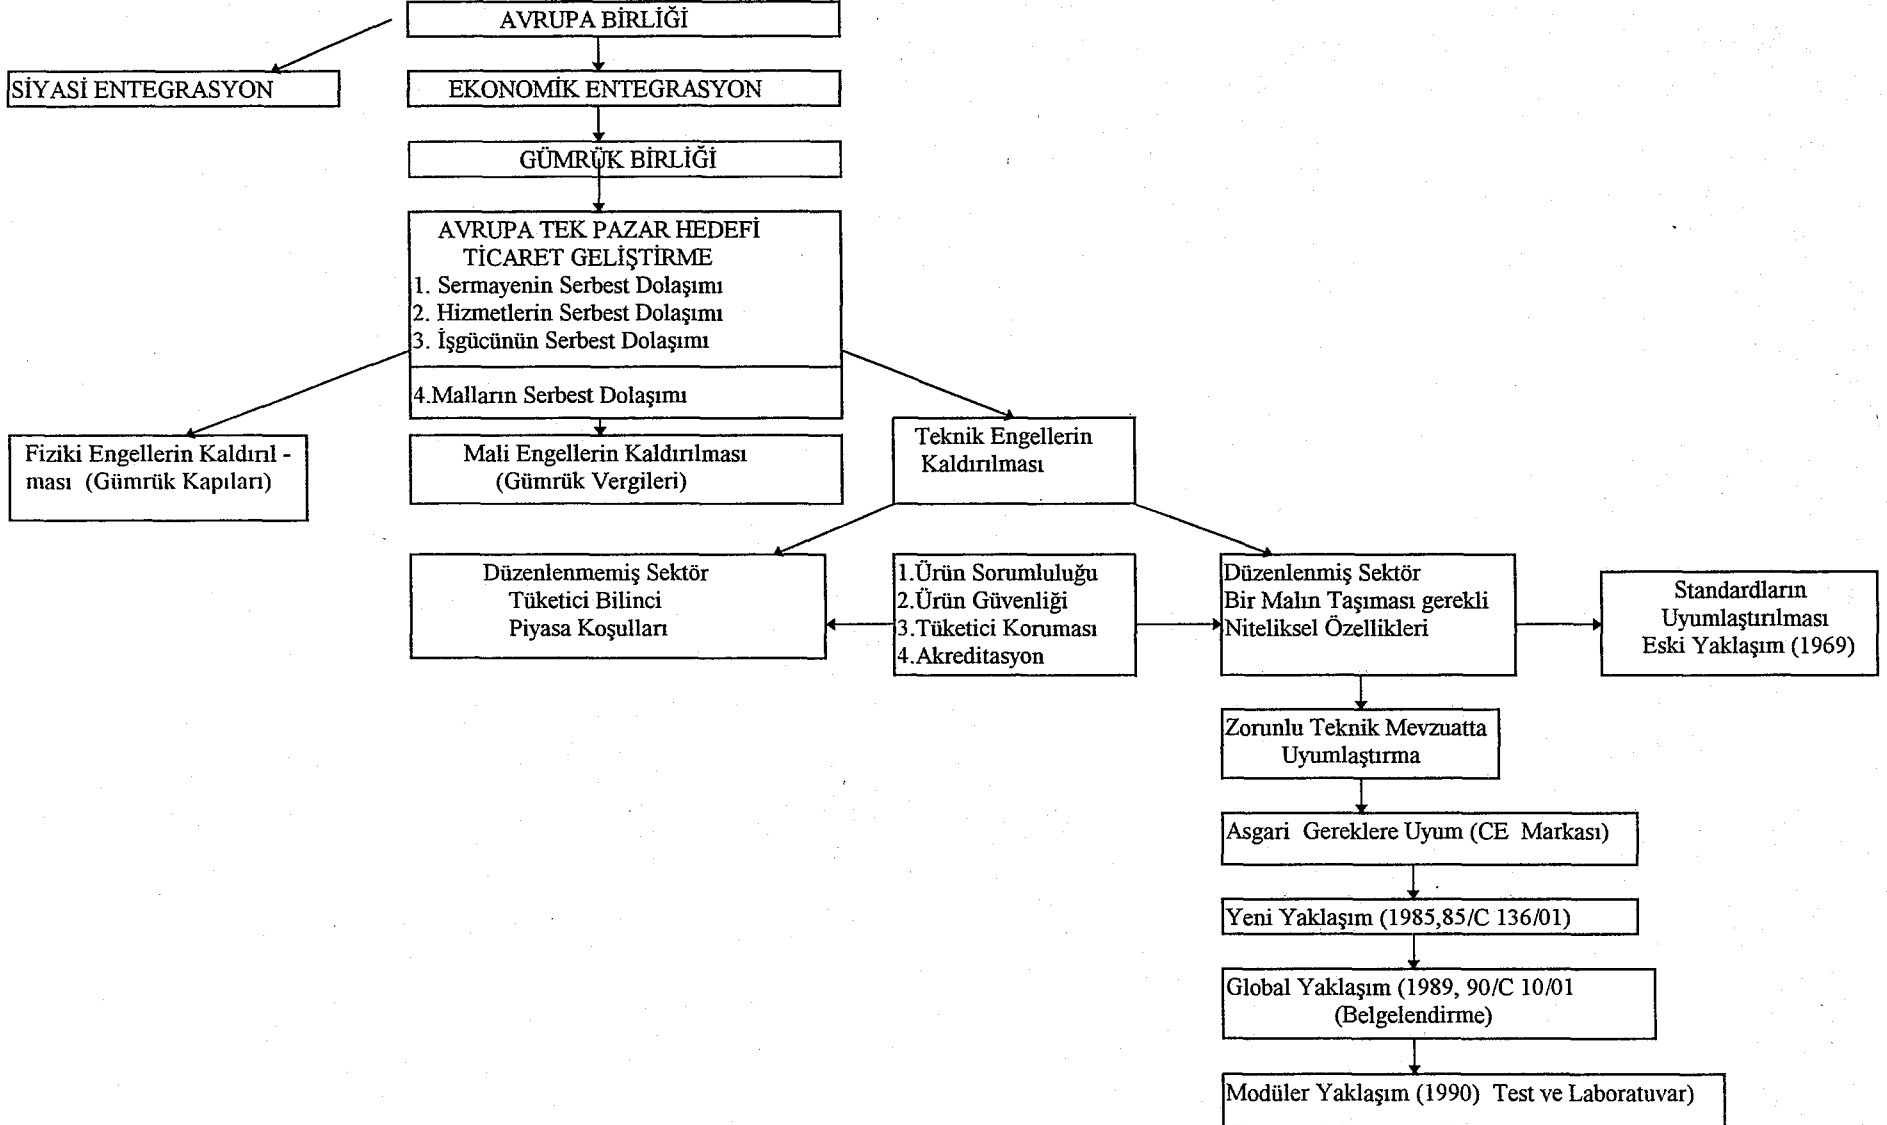 AVRUPA BİRLİĞİ
SİYASİ ENTEGRASYON
EKONOMİK ENTEGRASYON
GÜMRÜK BİRLİĞİ
AVRUPA TEK PAZAR HEDEFİ
TİCARET GELİŞTİRME
1. Sermayenin Serbest Dolaşımı
2. Hizmetlerin Serbest Dolaşımı
3. İşgücünün Serbest Dolaşımı
4.Malların Serbest Dolaşımı
Fiziki Engellerin Kaldırıl -
ması (Gümrük Kapıları)
Mali Engellerin Kaldırılması
(Gümrük Vergileri)
Teknik Engellerin
Kaldırılması
Düzenlenmemiş Sektör
Tüketici Bilinci
Piyasa Koşulları
1.Ürün Sorumluluğu
2.Ürün Güvenliği
3.Tüketici Koruması
4.Akreditasyon
Düzenlenmiş Sektör
Bir Malın Taşıması gerekli
Niteliksel Özellikleri
Standardların
Uyumlaştırılması
Eski Yaklaşım (1969)
Zorunlu Teknik Mevzuatta
Uyumlaştırma
Asgari Gereklere Uyum (CE Markası)
Yeni Yaklaşım (1985,85/C 136/01)
Global Yaklaşım (1989, 90/C 10/01
(Belgelendirme)
Modüler Yaklaşım (1990) Test ve Laboratuvar)